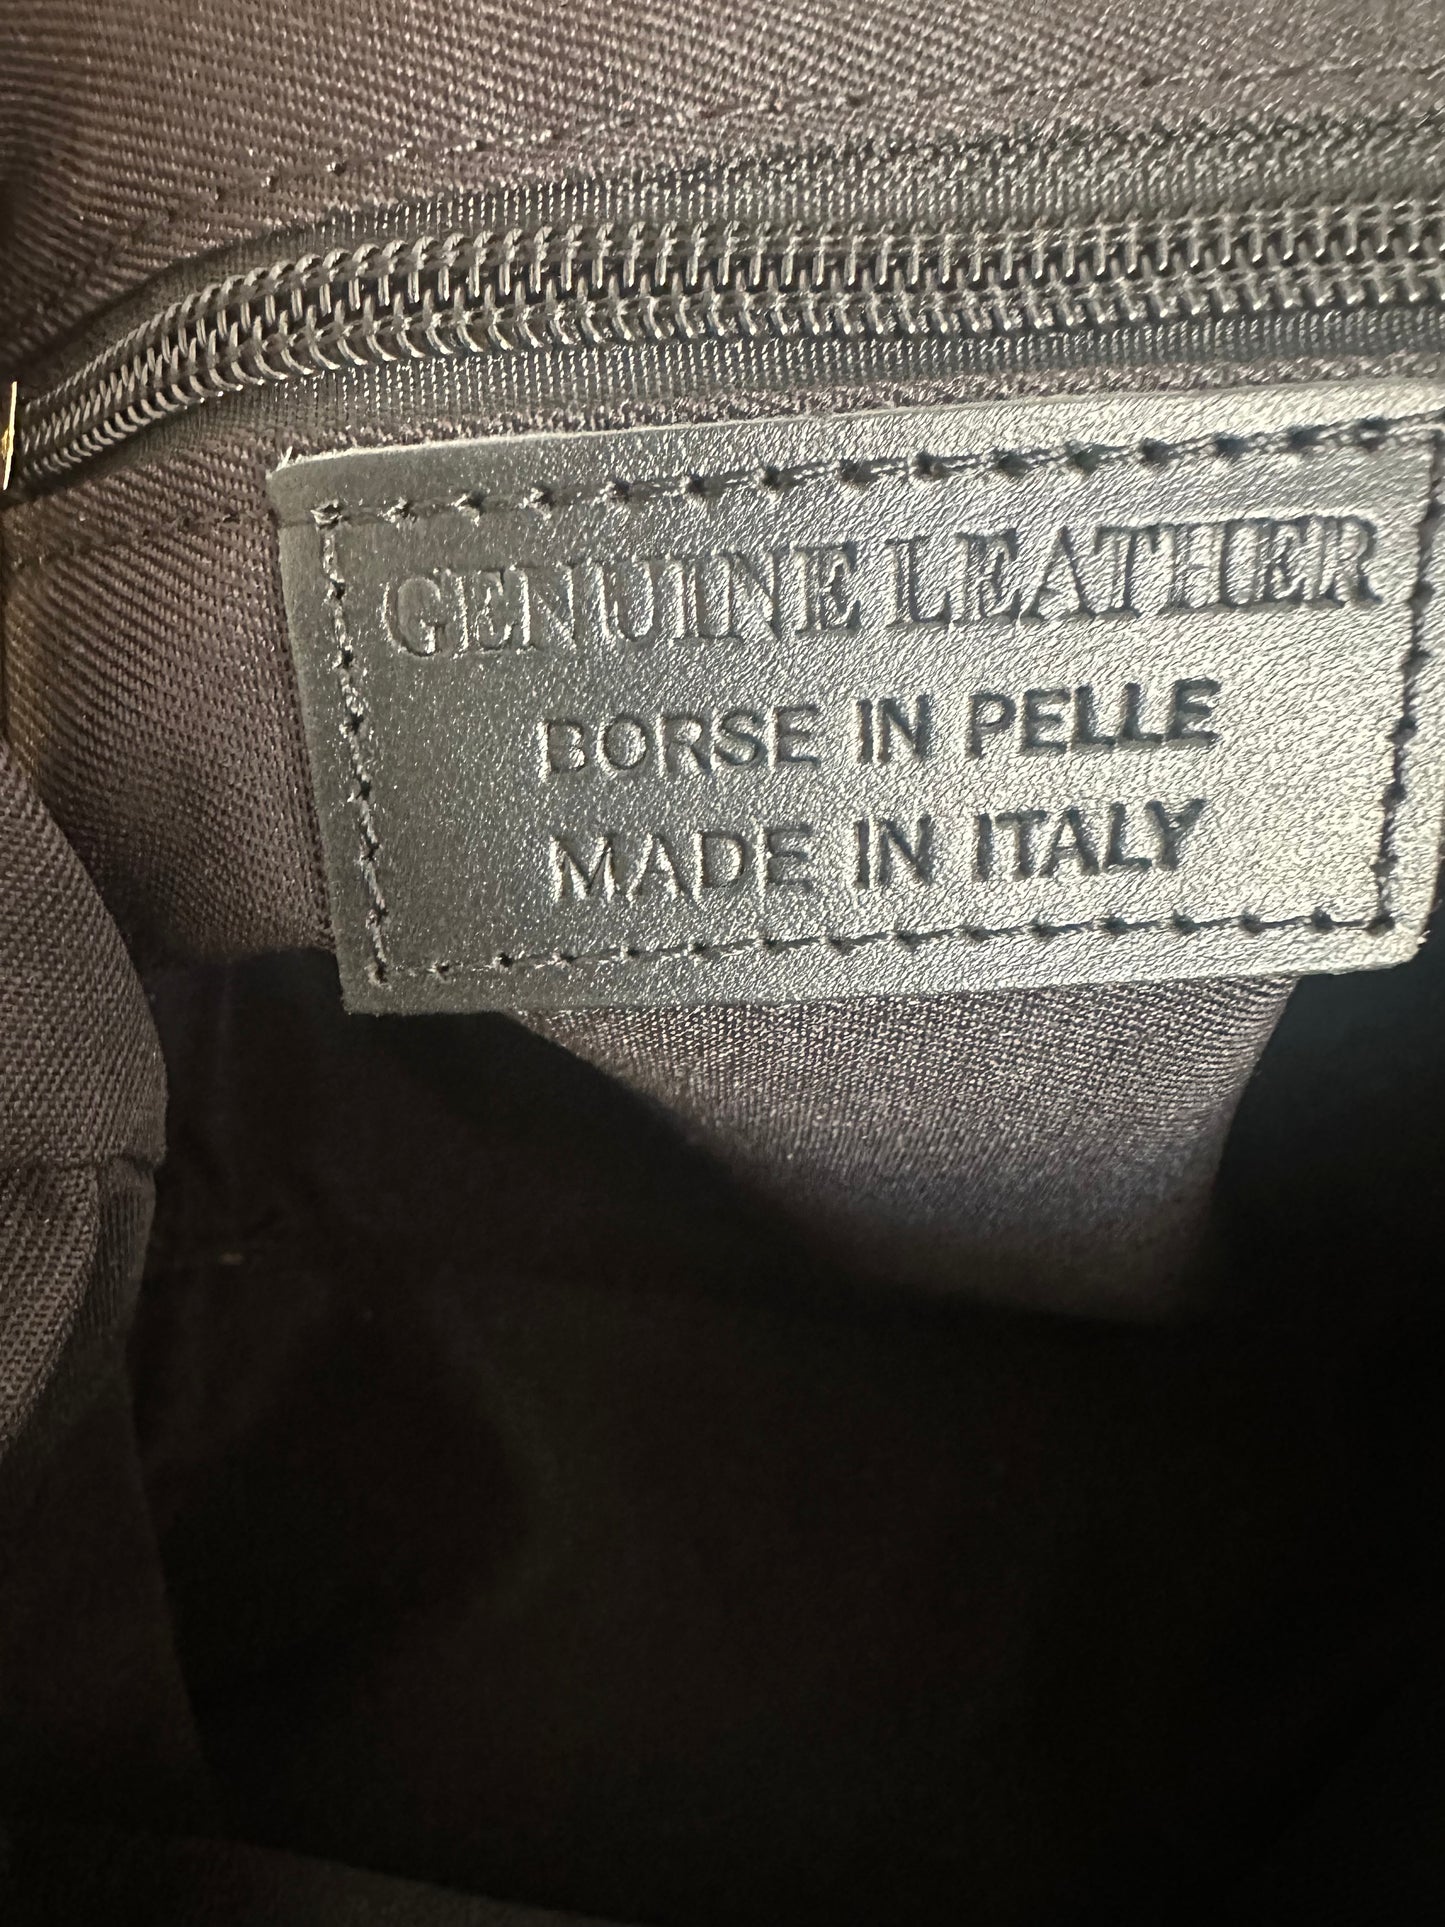 GENUINE LEATHER
BORSE IN PELLE
MADE IN ITALY